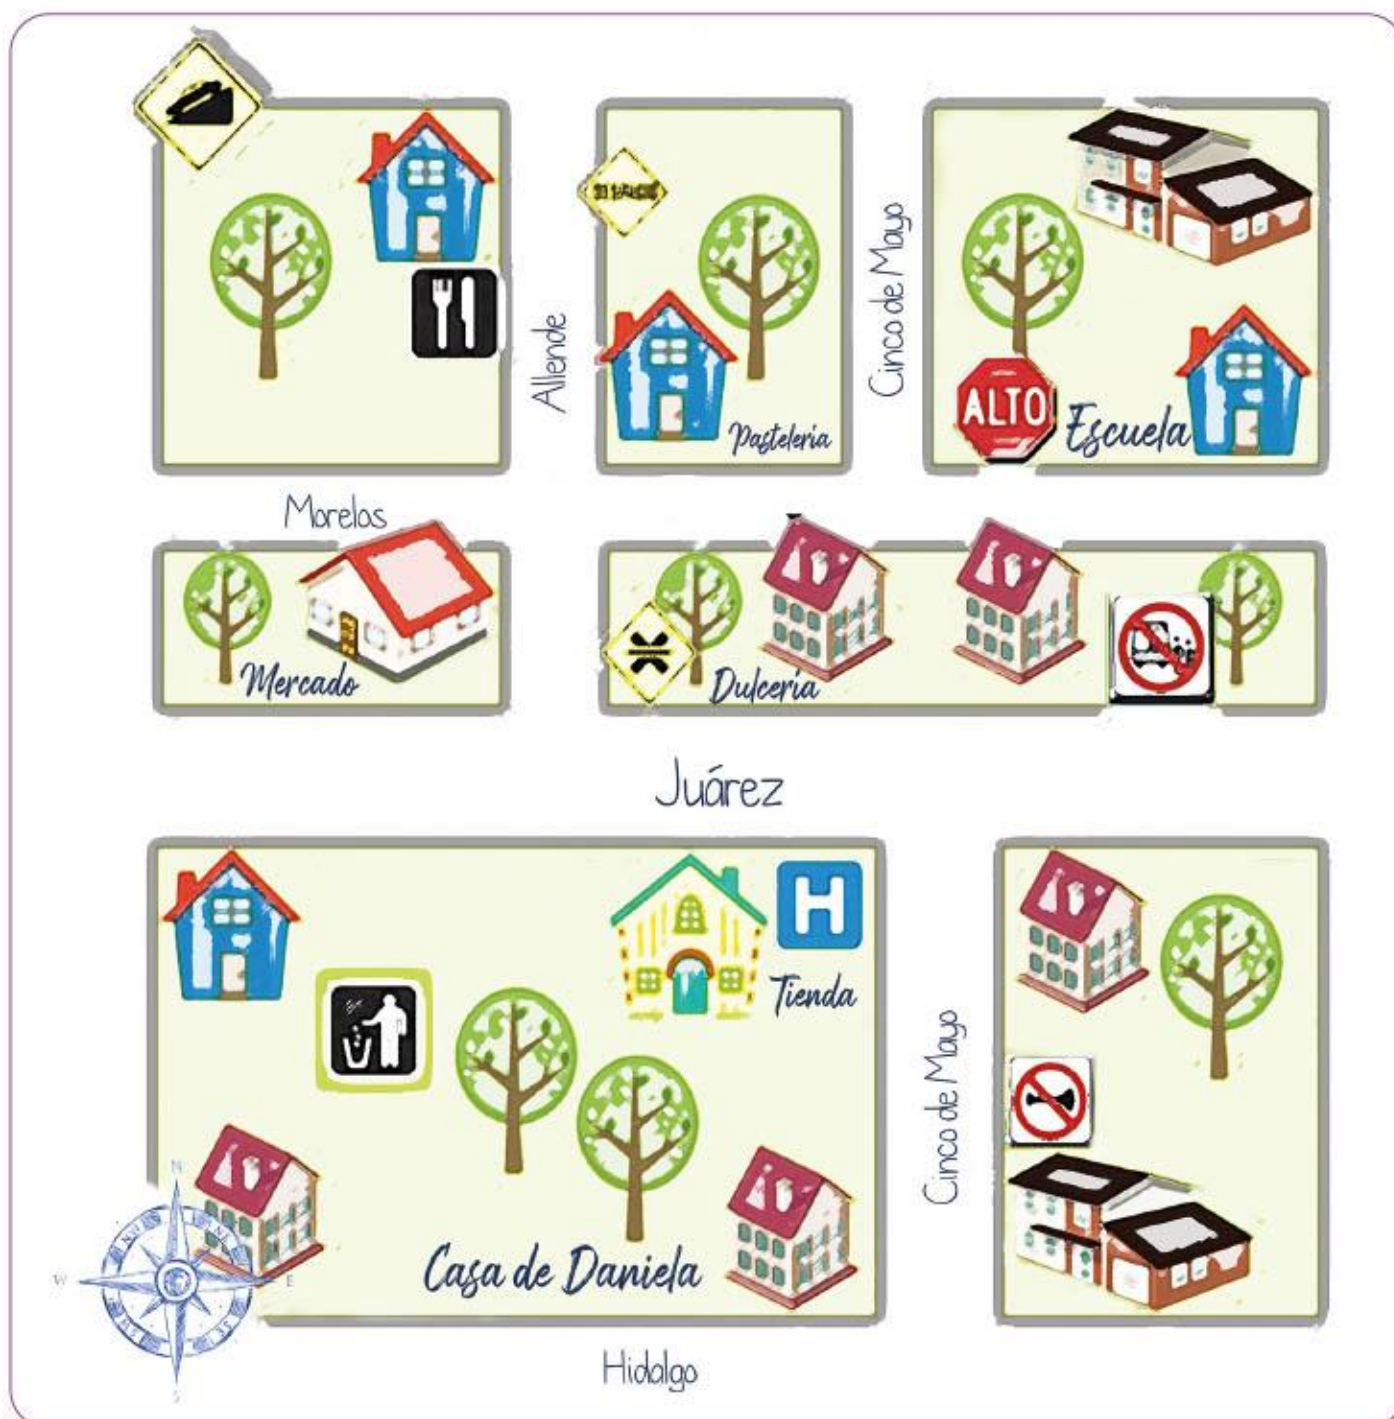 Allende
Cinco de Mayo
Pastelería
ALTO
Escuela
Morelos
Mercado
Dulcería
Juárez
H
Tienda
Cinco de Mayo
N
W
E
S
Casa de Daniela
Hidalgo